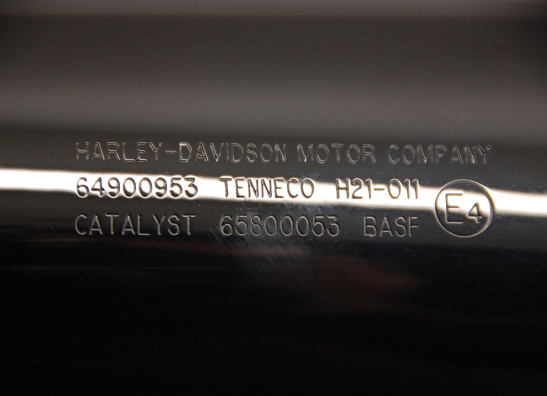 HARLEY-DAVIDSON MOTOR COMPANY
64900953 TENNECO H21-011 E4
CATALYST 65800053 BASF